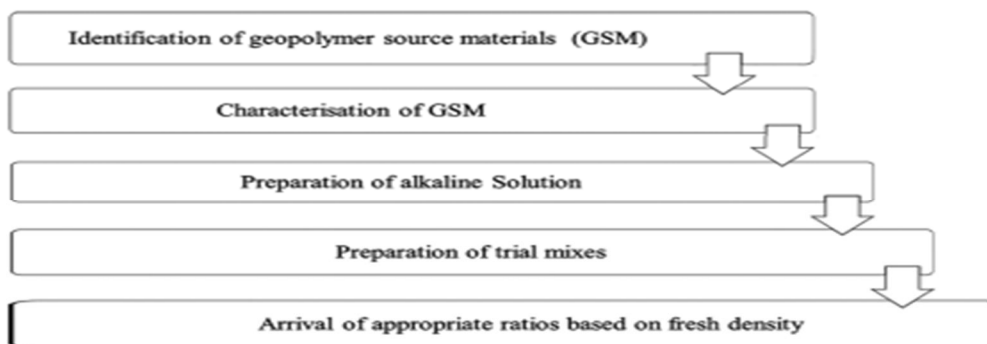 Identification of geopolymer source materials (GSM)
Characterisation of GSM
Preparation of alkaline Solution
Preparation of trial mixes
Arrival of appropriate ratios based on fresh density